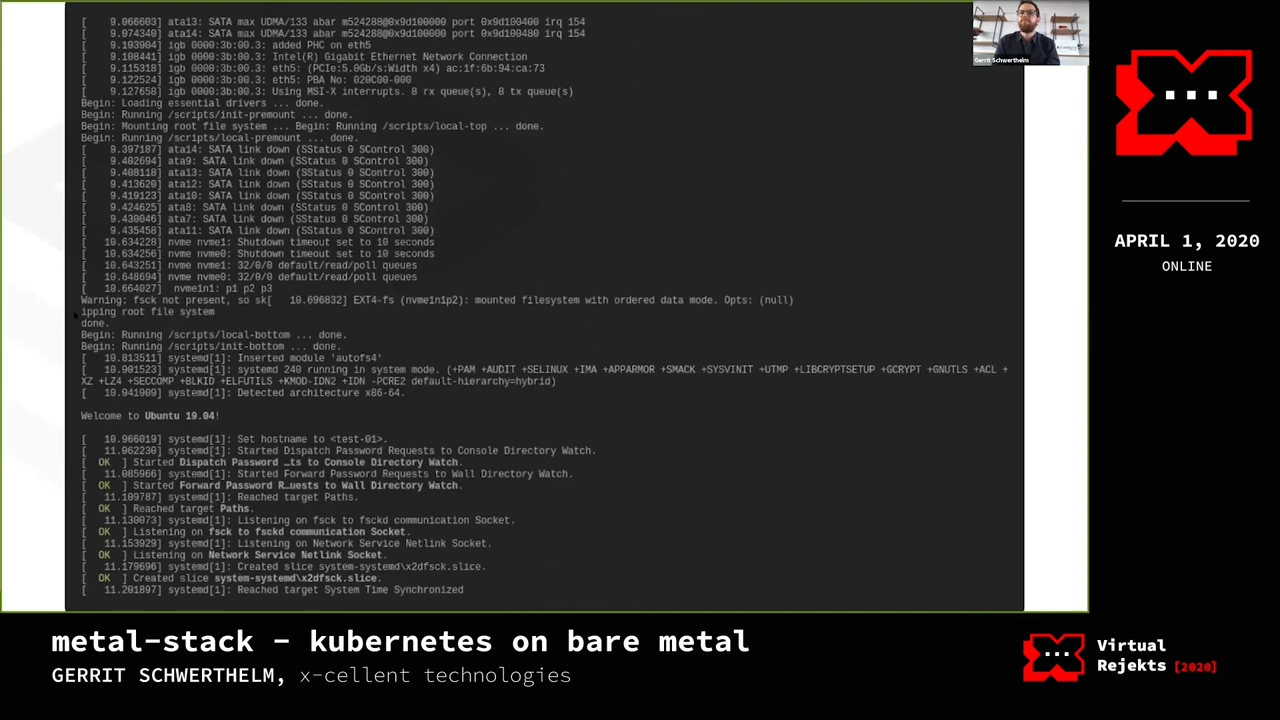 [    9.066603] ata13: SATA max UDMA/133 abar m524288@0x9d100000 port 0x9d100400 irq 154
[    9.074340] ata14: SATA max UDMA/133 abar m524288@0x9d100000 port 0x9d100480 irq 154
[    9.103904] igb 0000:3b:00.3: added PHC on eth5
[    9.108441] igb 0000:3b:00.3: Intel(R) Gigabit Ethernet Network Connection
[    9.115318] igb 0000:3b:00.3: eth5: (PCIe:5.0Gb/s:Width x4) ac:1f:6b:94:ca:73
[    9.122524] igb 0000:3b:00.3: eth5: PBA No: 020C00-000
[    9.127658] igb 0000:3b:00.3: Using MSI-X interrupts. 8 rx queue(s), 8 tx queue(s)
Begin: Loading essential drivers ... done.
Begin: Running /scripts/init-premount ... done.
Begin: Mounting root file system ... Begin: Running /scripts/local-top ... done.
Begin: Running /scripts/local-premount ... done.
[    9.397187] ata14: SATA link down (SStatus 0 SControl 300)
[    9.402694] ata9: SATA link down (SStatus 0 SControl 300)
[    9.408118] ata13: SATA link down (SStatus 0 SControl 300)
[    9.413620] ata12: SATA link down (SStatus 0 SControl 300)
[    9.419123] ata10: SATA link down (SStatus 0 SControl 300)
[    9.424625] ata8: SATA link down (SStatus 0 SControl 300)
[    9.430046] ata7: SATA link down (SStatus 0 SControl 300)
[    9.435458] ata11: SATA link down (SStatus 0 SControl 300)
[   10.634228] nvme nvme1: Shutdown timeout set to 10 seconds
[   10.634256] nvme nvme0: Shutdown timeout set to 10 seconds
[   10.643251] nvme nvme1: 32/0/0 default/read/poll queues
[   10.648694] nvme nvme0: 32/0/0 default/read/poll queues
[   10.664027]  nvme1n1: p1 p2 p3
Warning: fsck not present, so sk[   10.696832] EXT4-fs (nvme1n1p2): mounted filesystem with ordered data mode. Opts: (null)
ipping root file system
done.
Begin: Running /scripts/local-bottom ... done.
Begin: Running /scripts/init-bottom ... done.
[   10.813511] systemd[1]: Inserted module 'autofs4'
[   10.901523] systemd[1]: systemd 240 running in system mode. (+PAM +AUDIT +SELINUX +IMA +APPARMOR +SMACK +SYSVINIT +UTMP +LIBCRYPTSETUP +GCRYPT +GNUTLS +ACL +
XZ +LZ4 +SECCOMP +BLKID +ELFUTILS +KMOD-IDN2 +IDN -PCRE2 default-hierarchy=hybrid)
[   10.941909] systemd[1]: Detected architecture x86-64.
Welcome to Ubuntu 19.04!
[   10.966019] systemd[1]: Set hostname to <test-01>.
[   11.062230] systemd[1]: Started Dispatch Password Requests to Console Directory Watch.
[  OK  ] Started Dispatch Password …ts to Console Directory Watch.
[   11.085966] systemd[1]: Started Forward Password Requests to Wall Directory Watch.
[  OK  ] Started Forward Password R…uests to Wall Directory Watch.
[   11.109787] systemd[1]: Reached target Paths.
[  OK  ] Reached target Paths.
[   11.130073] systemd[1]: Listening on fsck to fsckd communication Socket.
[  OK  ] Listening on fsck to fsckd communication Socket.
[   11.153929] systemd[1]: Listening on Network Service Netlink Socket.
[  OK  ] Listening on Network Service Netlink Socket.
[   11.179696] systemd[1]: Created slice system-systemd\x2dfsck.slice.
[  OK  ] Created slice system-systemd\x2dfsck.slice.
[   11.201897] systemd[1]: Reached target System Time Synchronized
Gerrit Schwerthelm
APRIL 1, 2020
ONLINE
metal-stack - kubernetes on bare metal
GERRIT SCHWERTHELM, x-cellent technologies
Virtual
Rejekts [2020]